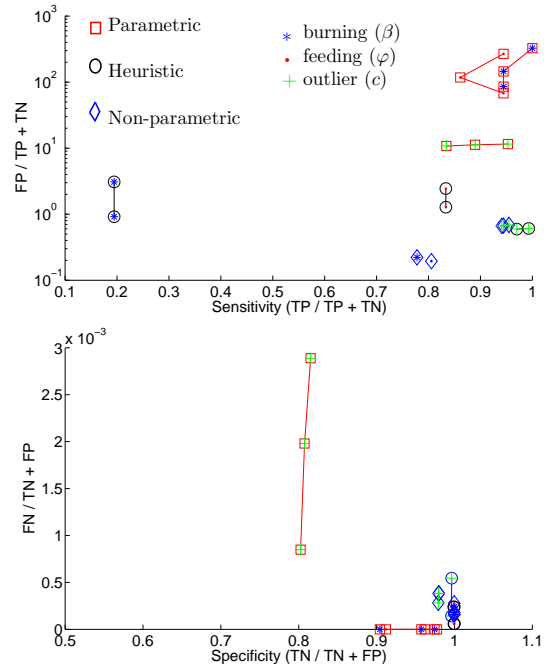 10³
10²
10¹
10⁰
10⁻¹
FP / TP + TN
Parametric
Heuristic
Non-parametric
burning (β)
feeding (φ)
outlier (c)
0.1 0.2 0.3 0.4 0.5 0.6 0.7 0.8 0.9 1
Sensitivity (TP / TP + TN)
x 10⁻³
3
2.5
2
1.5
1
0.5
0
FN / TN + FP
0.5 0.6 0.7 0.8 0.9 1 1.1
Specificity (TN / TN + FP)